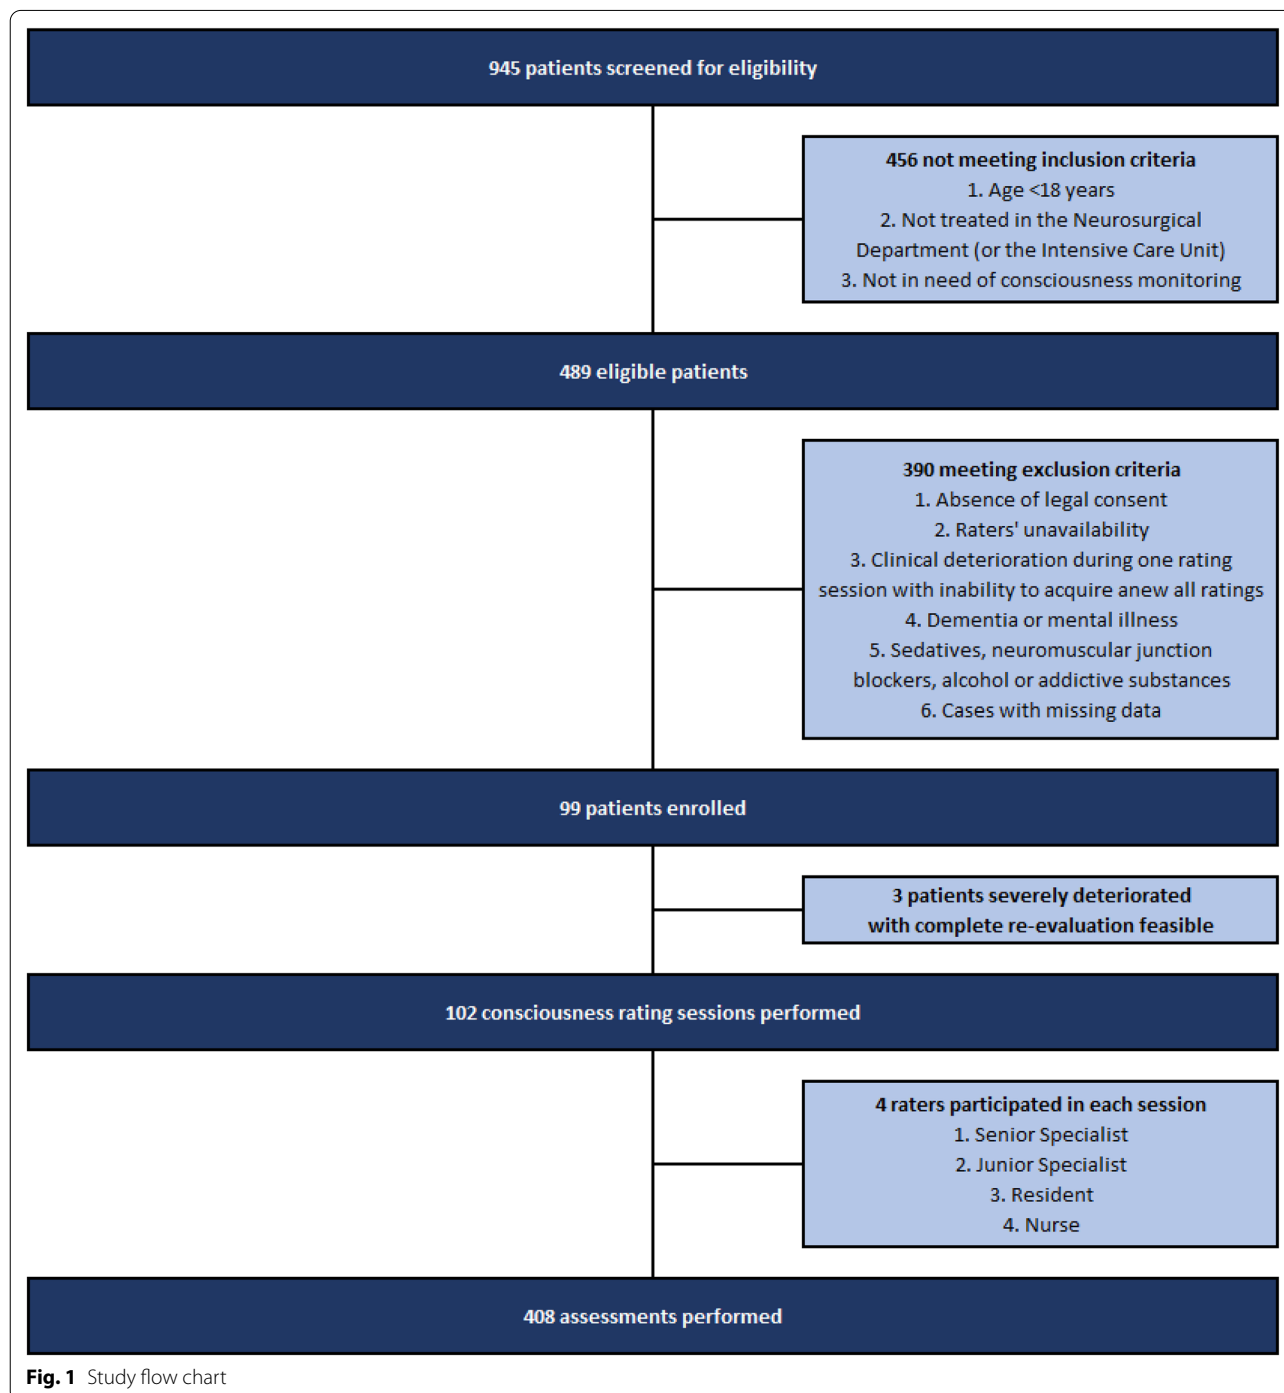 945 patients screened for eligibility
456 not meeting inclusion criteria
1. Age <18 years
2. Not treated in the Neurosurgical
Department (or the Intensive Care Unit)
3. Not in need of consciousness monitoring
489 eligible patients
390 meeting exclusion criteria
1. Absence of legal consent
2. Raters' unavailability
3. Clinical deterioration during one rating
session with inability to acquire anew all ratings
4. Dementia or mental illness
5. Sedatives, neuromuscular junction
blockers, alcohol or addictive substances
6. Cases with missing data
99 patients enrolled
3 patients severely deteriorated
with complete re-evaluation feasible
102 consciousness rating sessions performed
4 raters participated in each session
1. Senior Specialist
2. Junior Specialist
3. Resident
4. Nurse
408 assessments performed
Fig. 1 Study flow chart